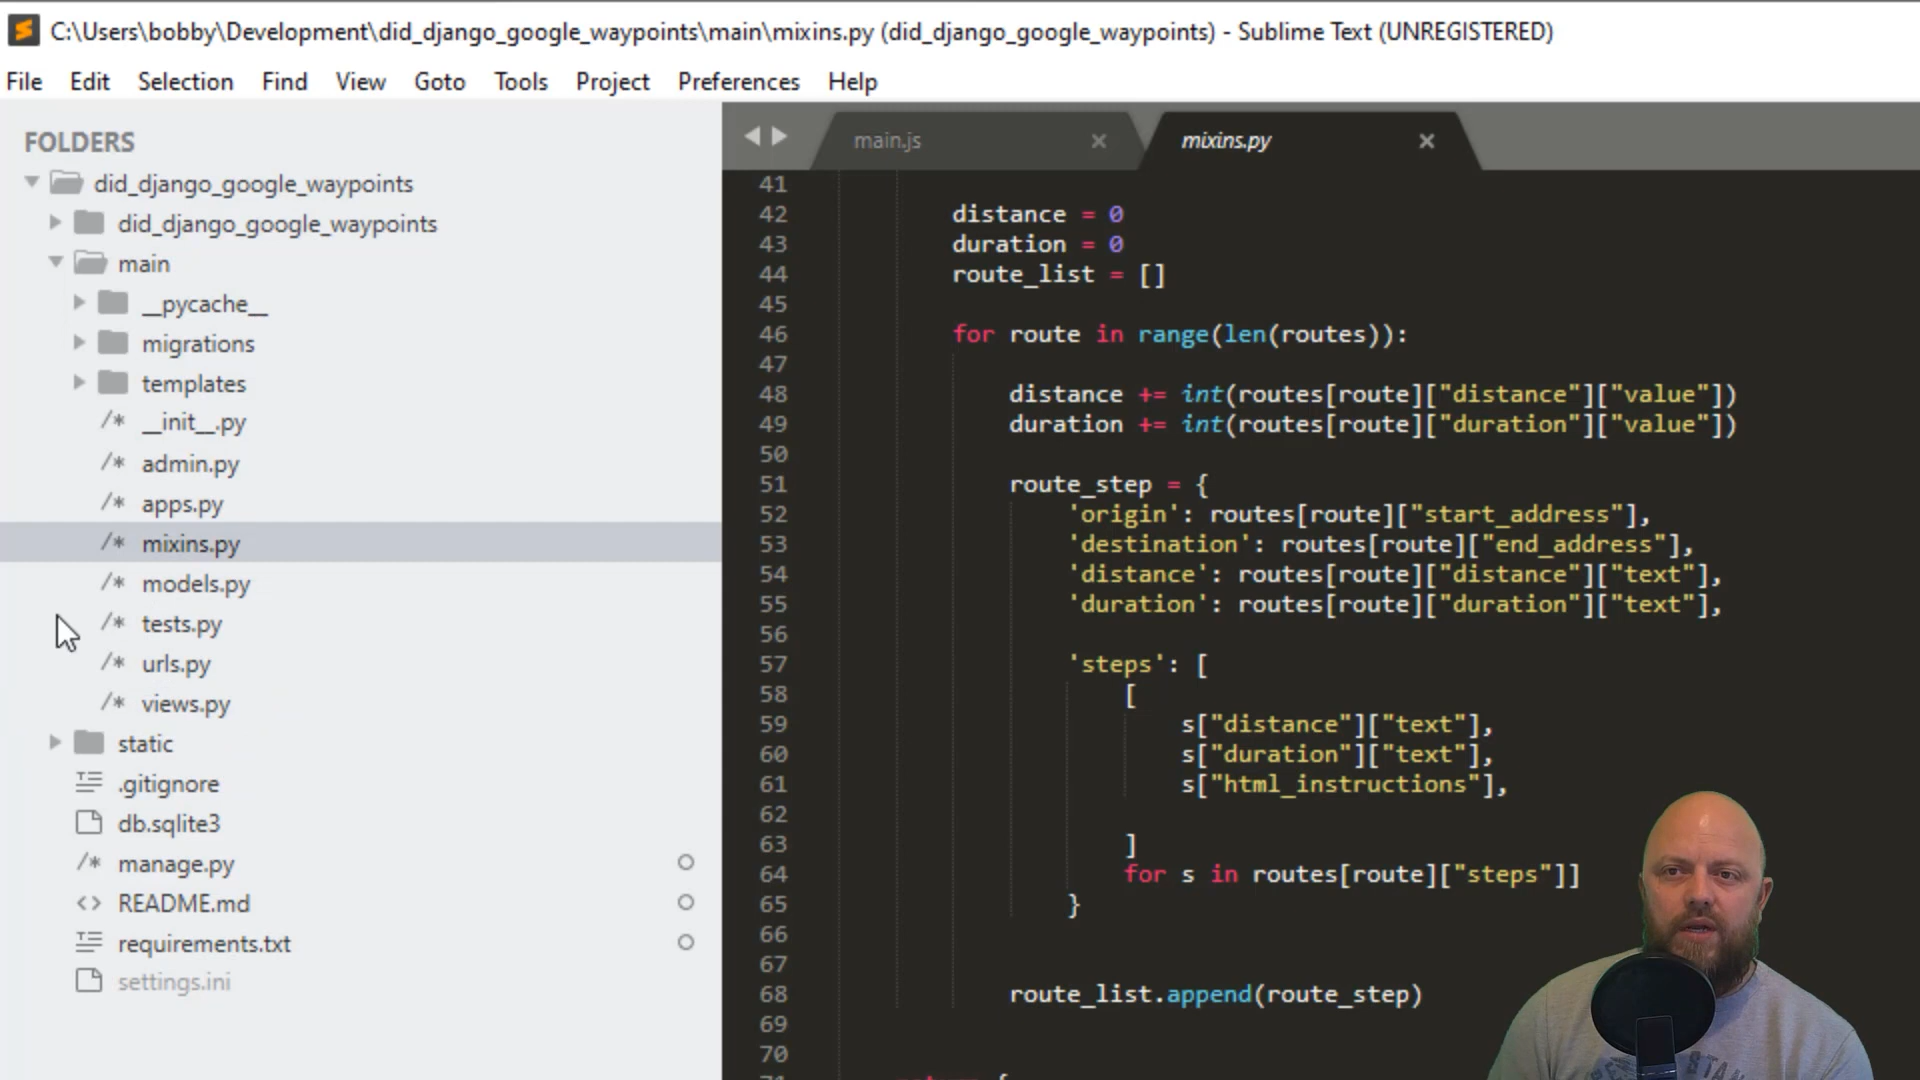 C:\Users\bobby\Development\did_django_google_waypoints\main\mixins.py (did_django_google_waypoints) - Sublime Text (UNREGISTERED)
File Edit Selection Find View Goto Tools Project Preferences Help
FOLDERS
did_django_google_waypoints
did_django_google_waypoints
main
__pycache__
migrations
templates
/* __init__.py
/* admin.py
/* apps.py
/* mixins.py
/* models.py
/* tests.py
/* urls.py
/* views.py
static
.gitignore
db.sqlite3
/* manage.py
<> README.md
requirements.txt
settings.ini
main.js × mixins.py ×
41
42 distance = 0
43 duration = 0
44 route_list = []
45
46 for route in range(len(routes)):
47
48 distance += int(routes[route]["distance"]["value"])
49 duration += int(routes[route]["duration"]["value"])
50
51 route_step = {
52 'origin': routes[route]["start_address"],
53 'destination': routes[route]["end_address"],
54 'distance': routes[route]["distance"]["text"],
55 'duration': routes[route]["duration"]["text"],
56
57 'steps': [
58 [
59 s["distance"]["text"],
60 s["duration"]["text"],
61 s["html_instructions"],
62
63 ]
64 for s in routes[route]["steps"]]
65 }
66
67
68 route_list.append(route_step)
69
70